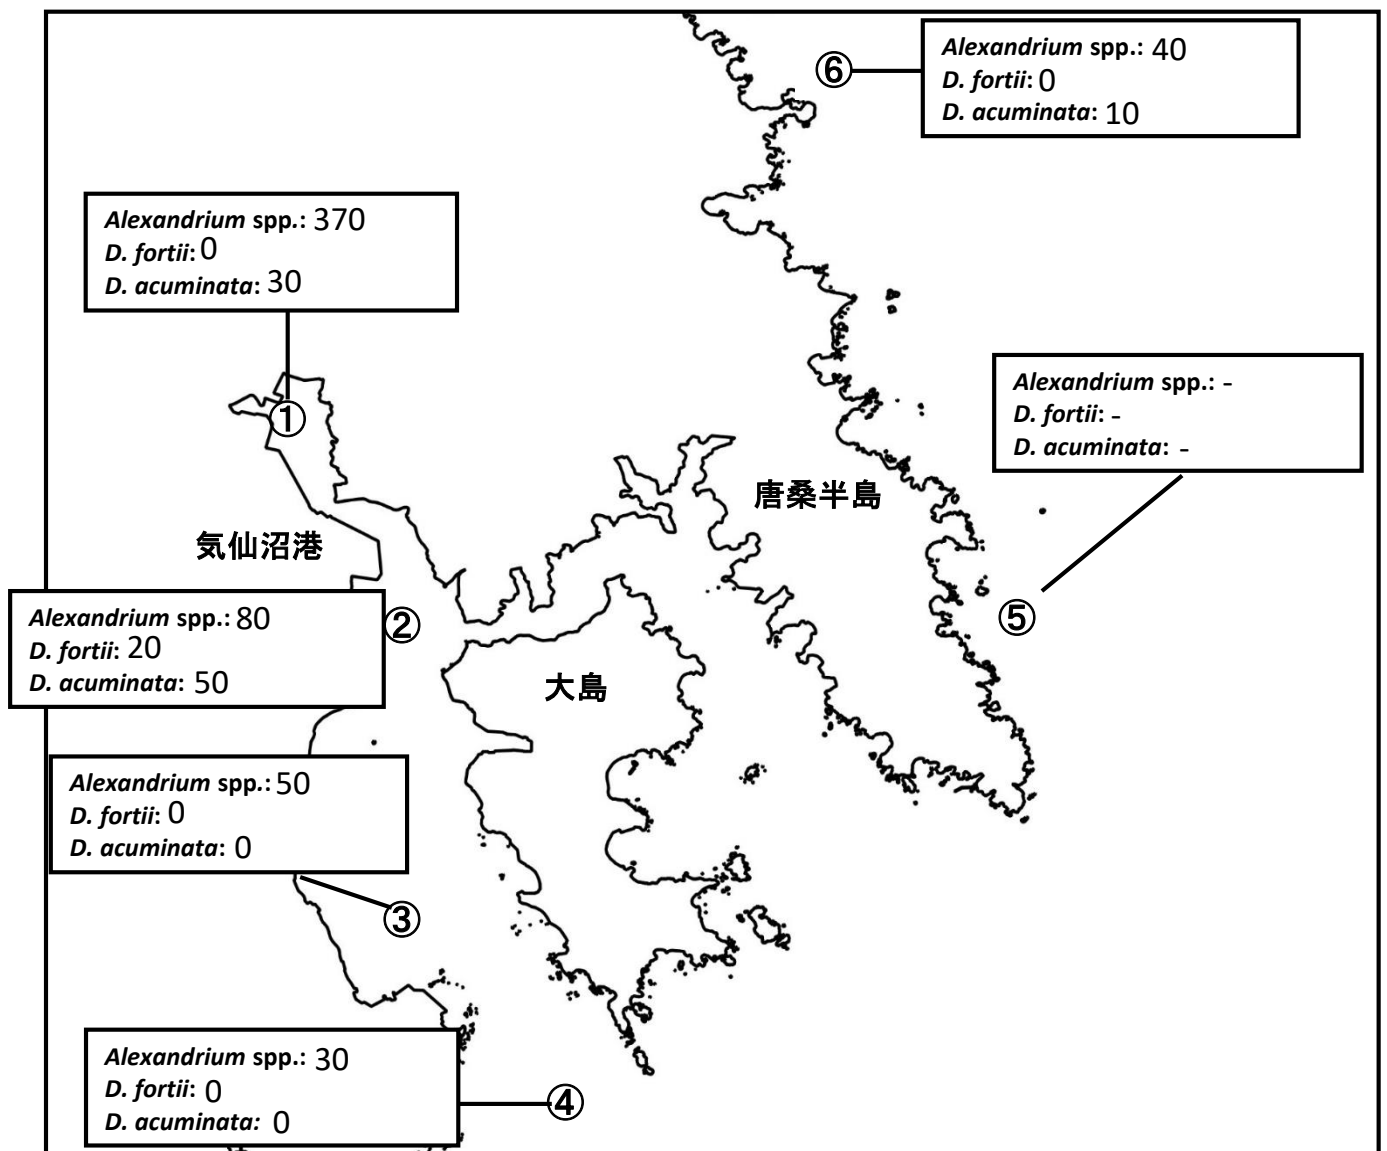 ⑥
Alexandrium spp.: 40
D. fortii: 0
D. acuminata: 10
Alexandrium spp.: 370
D. fortii: 0
D. acuminata: 30
①
Alexandrium spp.: -
D. fortii: -
D. acuminata: -
唐桑半島
気仙沼港
⑤
Alexandrium spp.: 80
D. fortii: 20
D. acuminata: 50
②
大島
Alexandrium spp.: 50
D. fortii: 0
D. acuminata: 0
③
Alexandrium spp.: 30
D. fortii: 0
D. acuminata: 0
④